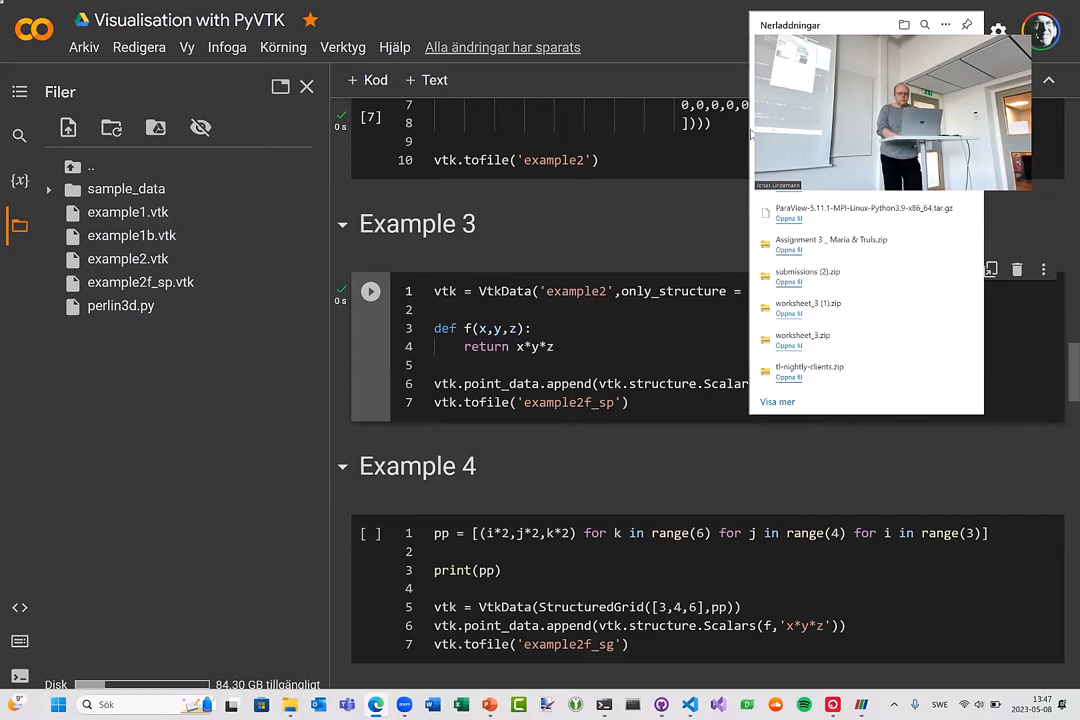 Visualisation with PyVTK
Arkiv Redigera Vy Infoga Körning Verktyg Hjälp Alla ändringar har sparats
Filer
..
sample_data
example1.vtk
example1b.vtk
example2.vtk
example2f_sp.vtk
perlin3d.py
Disk 84.30 GB tillgängligt
+ Kod + Text
[7]
0 s
7 0,0,0,0,0
8 ])))
9
10 vtk.tofile('example2')
Example 3
0 s
1 vtk = VtkData('example2',only_structure =
2
3 def f(x,y,z):
4 return x*y*z
5
6 vtk.point_data.append(vtk.structure.Scalars
7 vtk.tofile('example2f_sp')
Example 4
[ ] 1 pp = [(i*2,j*2,k*2) for k in range(6) for j in range(4) for i in range(3)]
2
3 print(pp)
4
5 vtk = VtkData(StructuredGrid([3,4,6],pp))
6 vtk.point_data.append(vtk.structure.Scalars(f,'x*y*z'))
7 vtk.tofile('example2f_sg')
Nerladdningar
Jonas Lindemann
ParaView-5.11.1-MPI-Linux-Python3.9-x86_64.tar.gz
Öppna fil
Assignment 3 _ Maria & Truls.zip
Öppna fil
submissions (2).zip
Öppna fil
worksheet_3 (1).zip
Öppna fil
worksheet_3.zip
Öppna fil
tl-nightly-clients.zip
Öppna fil
Visa mer
9°
Sök
SWE
13:47
2023-05-08